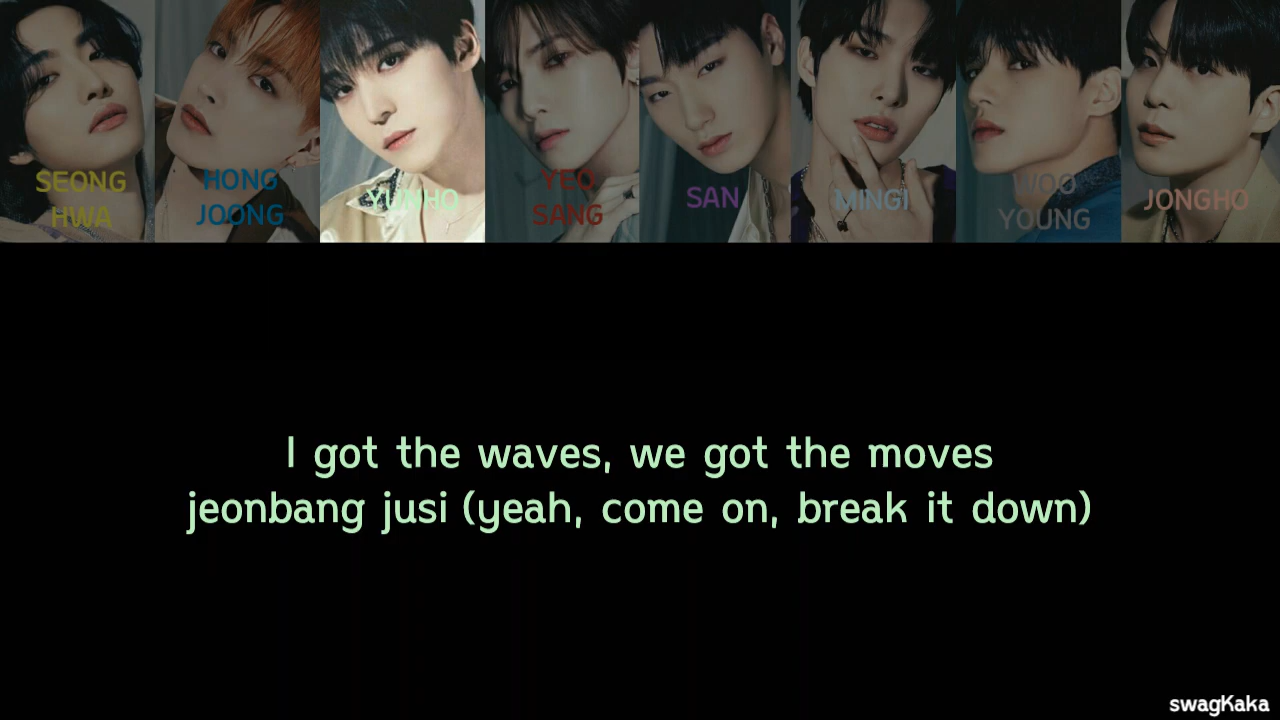 SEONG
HWA
HONG
JOONG
YUNHO
YEO
SANG
SAN
MINGI
WOO
YOUNG
JONGHO
I got the waves, we got the moves
jeonbang jusi (yeah, come on, break it down)
swagKaka